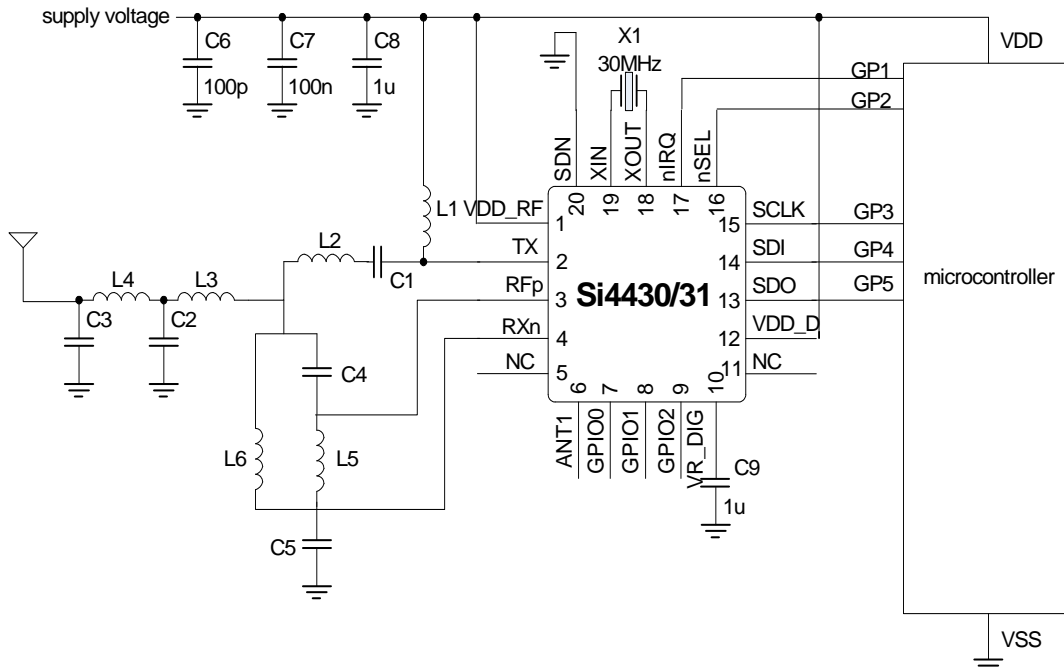 supply voltage
C6
100p
C7
100n
C8
1u
X1
30MHz
VDD
GP1
GP2
SDN
XIN
XOUT
nIRQ
nSEL
20
19
18
17
16
L1
VDD_RF
1
TX
2
RFp
3
RXn
4
NC
5
Si4430/31
15
SCLK
GP3
14
SDI
GP4
13
SDO
GP5
12
VDD_D
11
NC
microcontroller
L2
C1
L4
L3
C3
C2
C4
L6
L5
C5
6
7
8
9
10
ANT1
GPIO0
GPIO1
GPIO2
VR_DIG
C9
1u
VSS